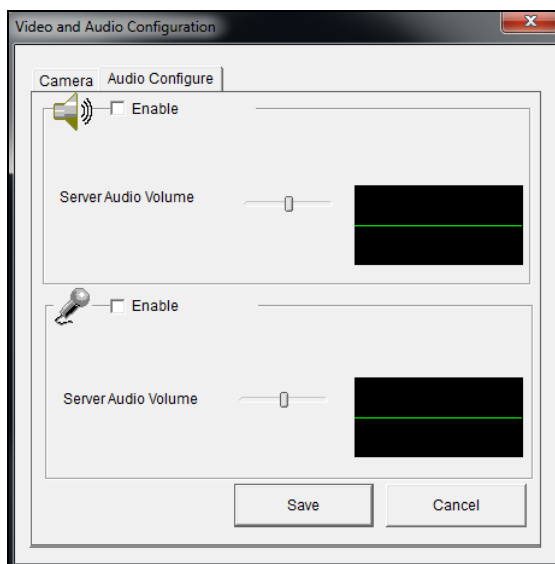 Video and Audio Configuration
Camera
Audio Configure
Enable
Server Audio Volume
Enable
Server Audio Volume
Save
Cancel